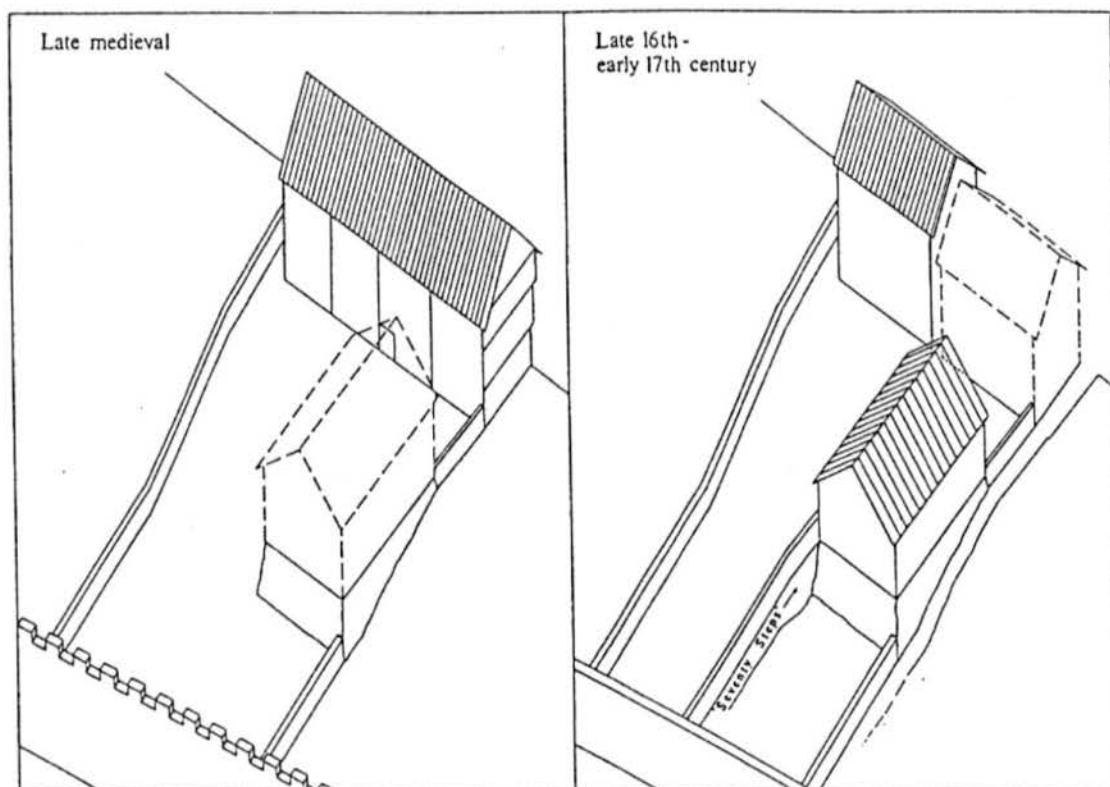 Late medieval
Late 16th -
early 17th century
'Seventy Steps'